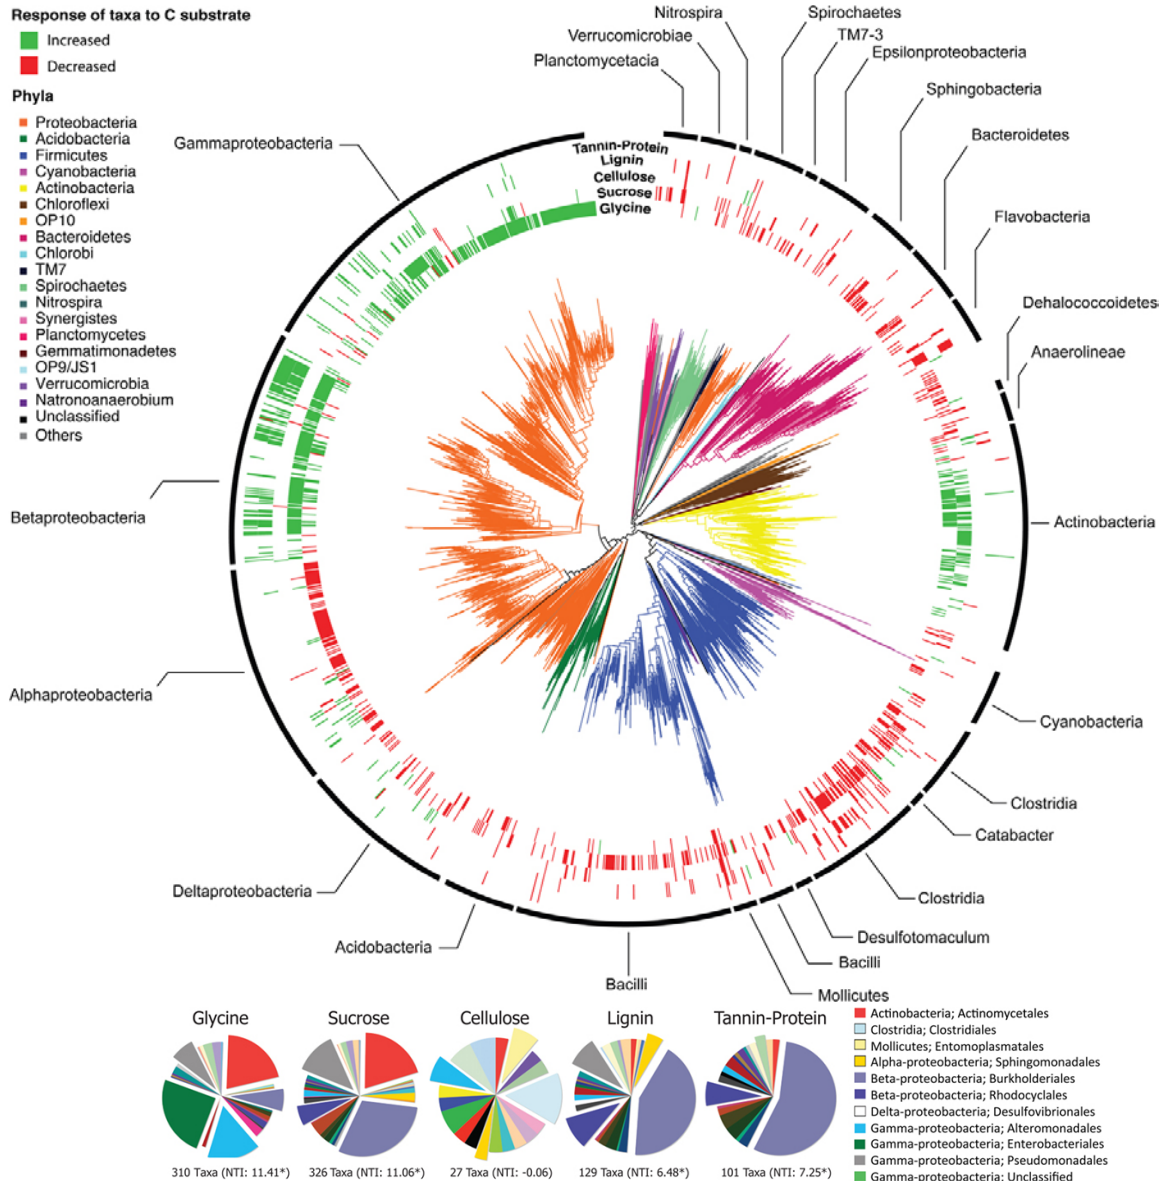 Response of taxa to C substrate
Increased
Decreased
Phyla
Proteobacteria
Acidobacteria
Firmicutes
Cyanobacteria
Actinobacteria
Chloroflexi
OP10
Bacteroidetes
Chlorobi
TM7
Spirochaetes
Nitrospira
Synergistes
Planctomycetes
Gemmatimonadetes
OP9/JS1
Verrucomicrobia
Natronoanaerobium
Unclassified
Others
Nitrospira
Verrucomicrobiae
Planctomycetacia
Spirochaetes
TM7-3
Epsilonproteobacteria
Sphingobacteria
Bacteroidetes
Flavobacteria
Dehalococcoidetes
Anaerolineae
Actinobacteria
Cyanobacteria
Clostridia
Catabacter
Clostridia
Desulfotomaculum
Bacilli
Mollicutes
Bacilli
Acidobacteria
Deltaproteobacteria
Alphaproteobacteria
Betaproteobacteria
Gammaproteobacteria
Tannin-Protein
Lignin
Cellulose
Sucrose
Glycine
Glycine
Sucrose
Cellulose
Lignin
Tannin-Protein
310 Taxa (NTI: 11.41*)
326 Taxa (NTI: 11.06*)
27 Taxa (NTI: -0.06)
129 Taxa (NTI: 6.48*)
101 Taxa (NTI: 7.25*)
Actinobacteria; Actinomycetales
Clostridia; Clostridiales
Mollicutes; Entomoplasmatales
Alpha-proteobacteria; Sphingomonadales
Beta-proteobacteria; Burkholderiales
Beta-proteobacteria; Rhodocyclales
Delta-proteobacteria; Desulfovibrionales
Gamma-proteobacteria; Alteromonadales
Gamma-proteobacteria; Enterobacteriales
Gamma-proteobacteria; Pseudomonadales
Gamma-proteobacteria; Unclassified